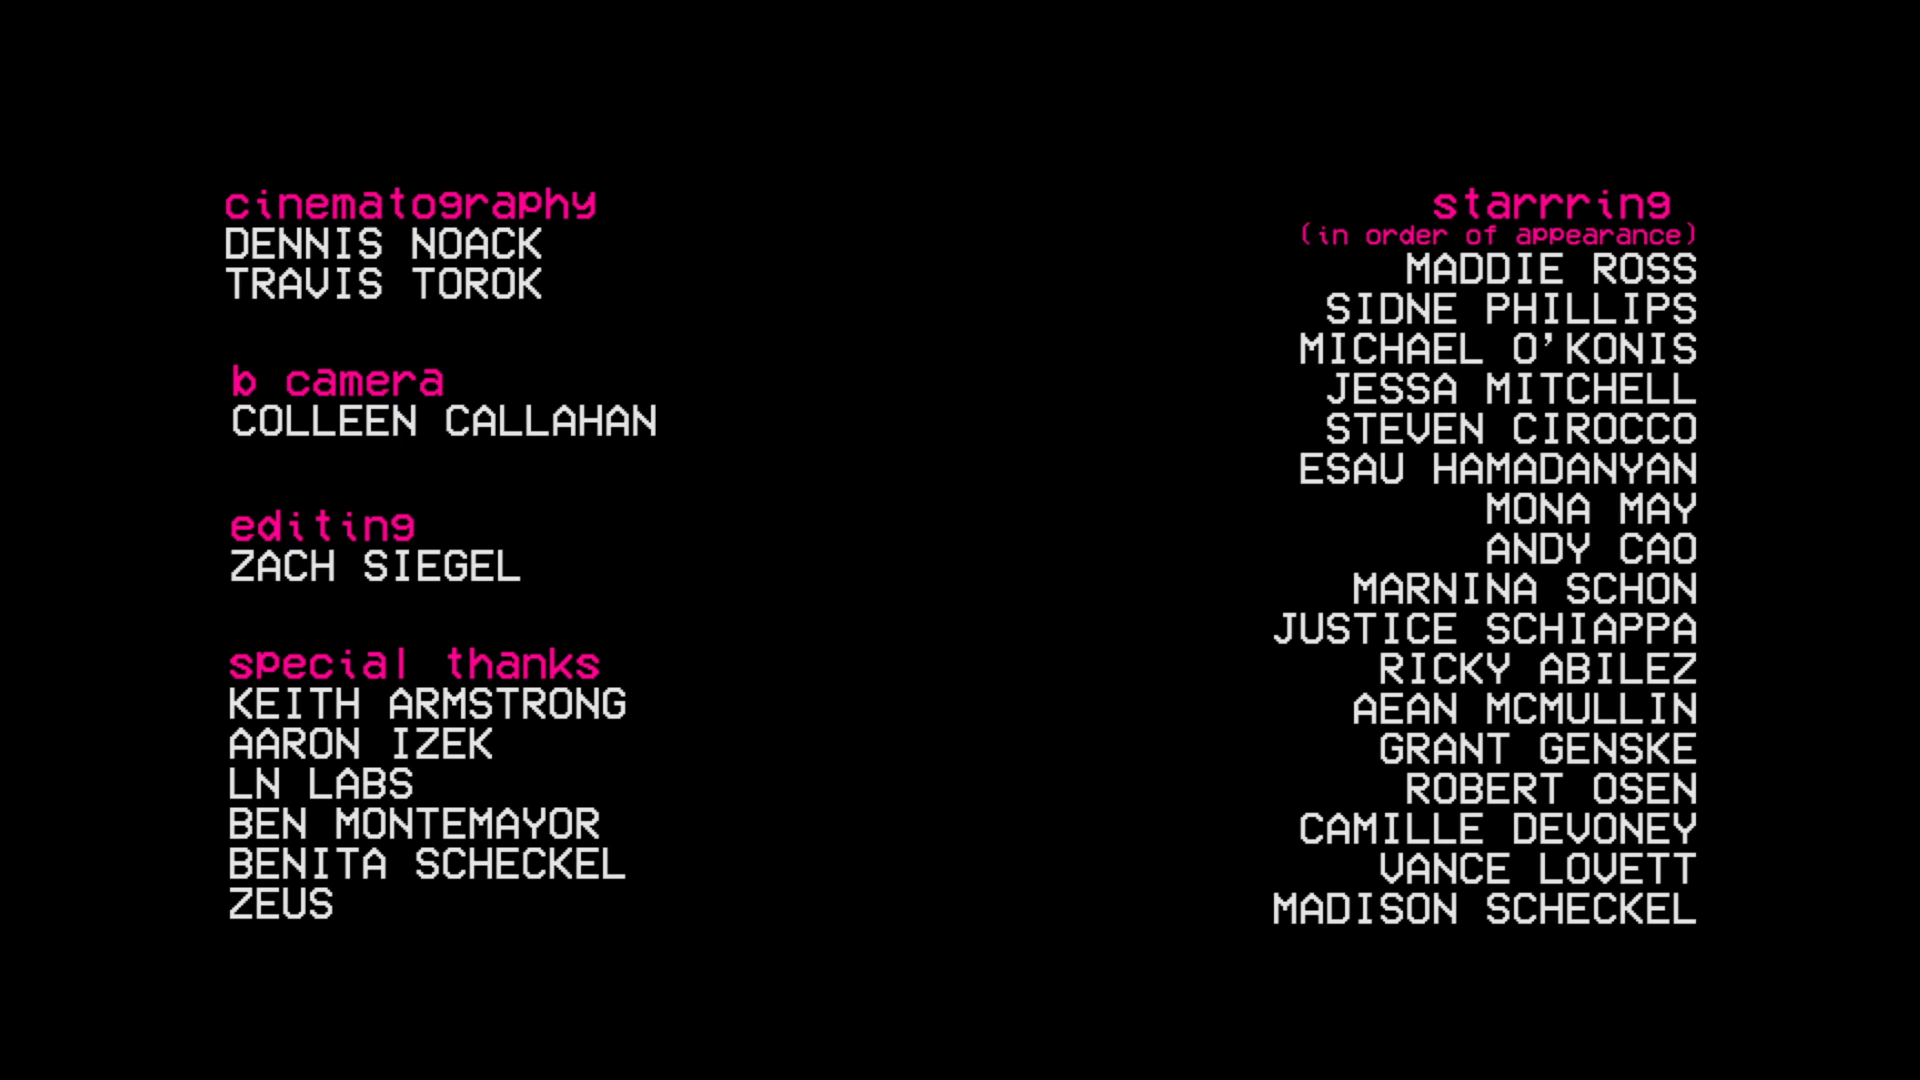 cinematography
DENNIS NOACK
TRAVIS TOROK
b camera
COLLEEN CALLAHAN
editing
ZACH SIEGEL
special thanks
KEITH ARMSTRONG
AARON IZEK
LN LABS
BEN MONTEMAYOR
BENITA SCHECKEL
ZEUS
starrring
(in order of appearance)
MADDIE ROSS
SIDNE PHILLIPS
MICHAEL O'KONIS
JESSA MITCHELL
STEVEN CIROCCO
ESAU HAMADANYAN
MONA MAY
ANDY CAO
MARNINA SCHON
JUSTICE SCHIAPPA
RICKY ABILEZ
AEAN MCMULLIN
GRANT GENSKE
ROBERT OSEN
CAMILLE DEVONEY
VANCE LOVETT
MADISON SCHECKEL